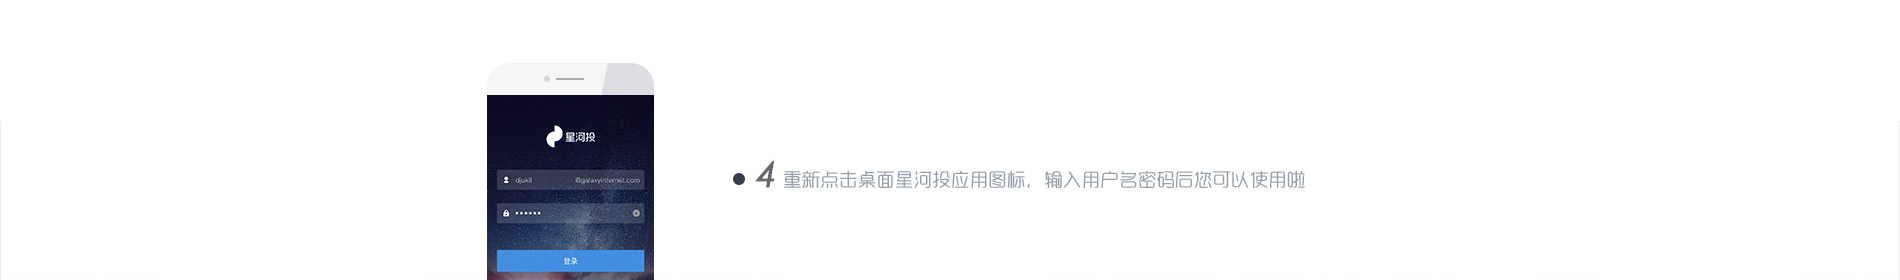 星河投
djukll @galaxyinternet.com
4 重新点击桌面星河投应用图标，输入用户名密码后您可以使用啦
登录